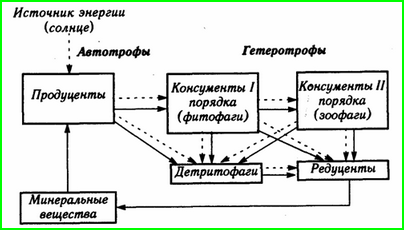 Источник энергии
(солнце)
Автотрофы
Гетеротрофы
Продуценты
Консументы I
порядка
(фитофаги)
Консументы II
порядка
(зоофаги)
Детритофаги
Редуценты
Минеральные
вещества